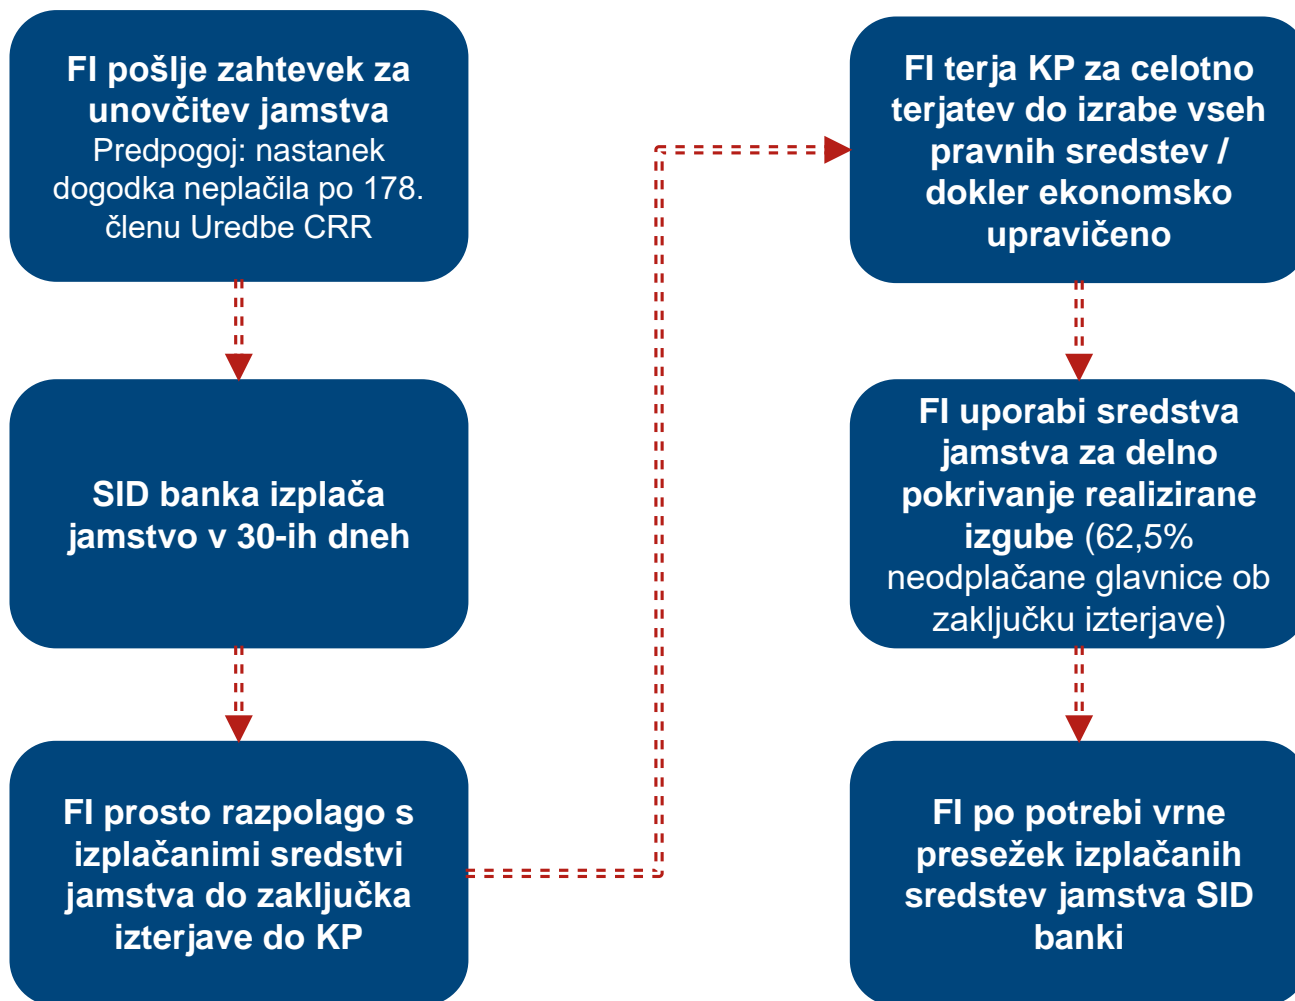 FI pošlje zahtevek za
unovčitev jamstva
Predpogoj: nastanek
dogodka neplačila po 178.
členu Uredbe CRR
SID banka izplača
jamstvo v 30-ih dneh
FI prosto razpolago s
izplačanimi sredstvi
jamstva do zaključka
izterjave do KP
FI terja KP za celotno
terjatev do izrabe vseh
pravnih sredstev /
dokler ekonomsko
upravičeno
FI uporabi sredstva
jamstva za delno
pokrivanje realizirane
izgube (62,5%
neodplačane glavnice ob
zaključku izterjave)
FI po potrebi vrne
presežek izplačanih
sredstev jamstva SID
banki